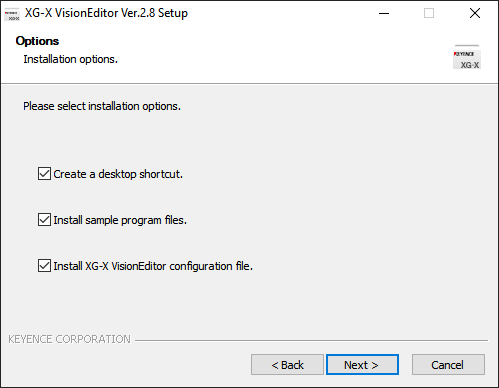 XG-X VisionEditor Ver.2.8 Setup
Options
Installation options.
KEYENCE
XG-X
Please select installation options.
Create a desktop shortcut.
Install sample program files.
Install XG-X VisionEditor configuration file.
KEYENCE CORPORATION
< Back
Next >
Cancel